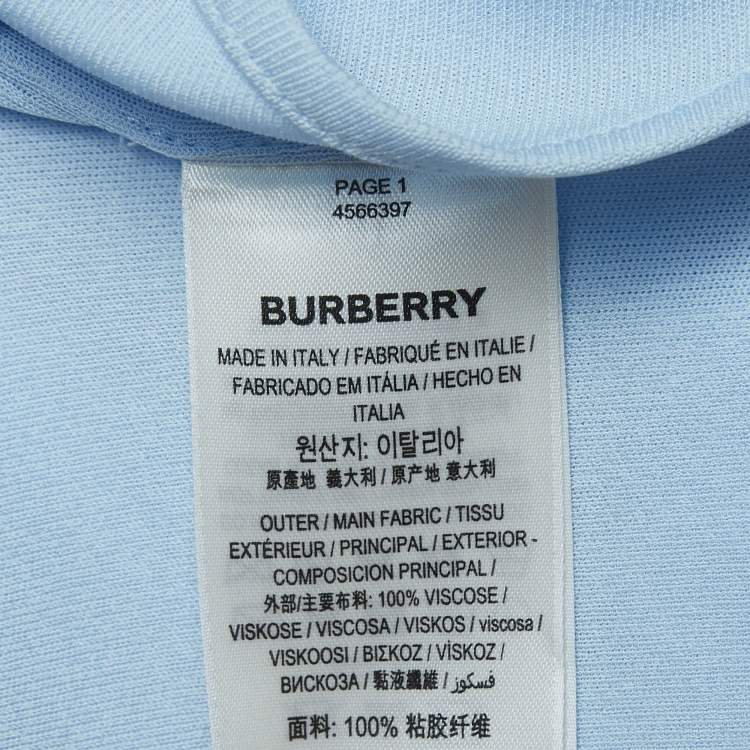 PAGE 1
4566397
BURBERRY
MADE IN ITALY / FABRIQUÉ EN ITALIE /
FABRICADO EM ITÁLIA / HECHO EN
ITALIA
원산지: 이탈리아
原產地 義大利 / 原产地 意大利
OUTER / MAIN FABRIC / TISSU
EXTÉRIEUR / PRINCIPAL / EXTERIOR -
COMPOSICION PRINCIPAL /
外部/主要布料: 100% VISCOSE /
VISKOSE / VISCOSA / VISKOS / viscosa /
VISKOOSI / ΒΙΣΚΟΖ / VİSKOZ /
ВИСКОЗА / 黏液纖維 / فسكوز /
面料: 100% 粘胶纤维